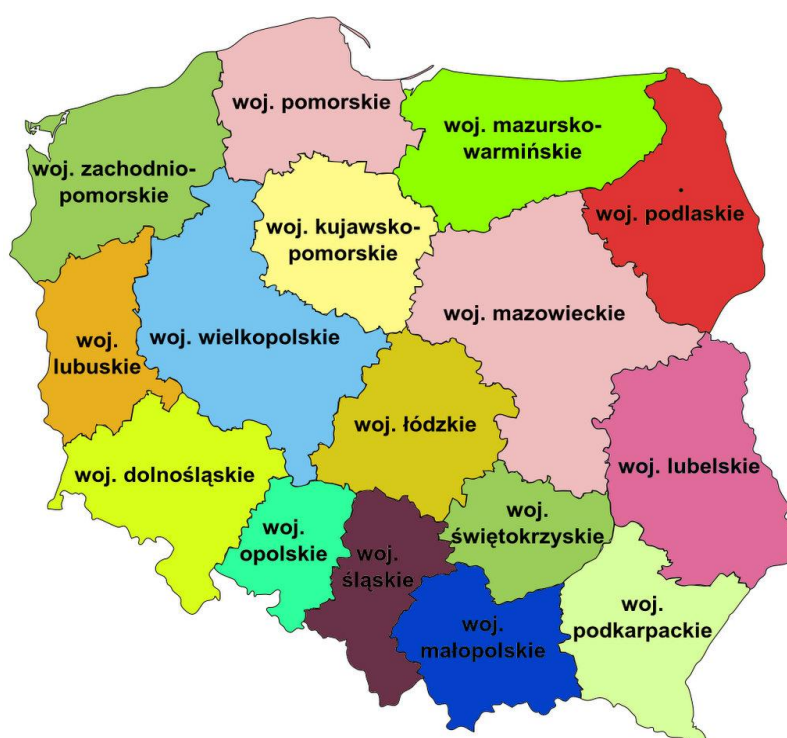 woj. pomorskie
woj. mazursko-
warmińskie
woj. zachodnio-
pomorskie
woj. podlaskie
woj. kujawsko-
pomorskie
woj. mazowieckie
woj.
lubuskie
woj. wielkopolskie
woj. łódzkie
woj. lubelskie
woj. dolnośląskie
woj.
opolskie
woj.
śląskie
woj.
świętokrzyskie
woj.
małopolskie
woj.
podkarpackie